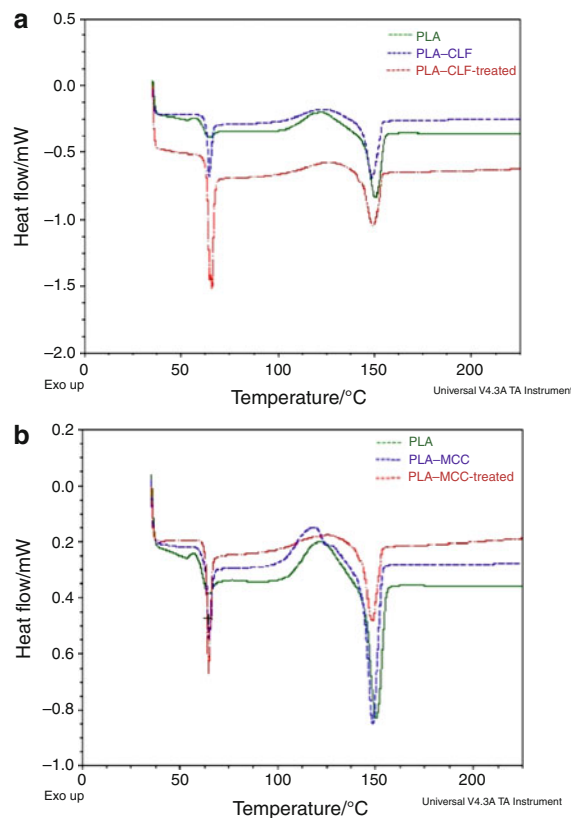 a
0.5
PLA
PLA–CLF
PLA–CLF-treated
0.0
–0.5
–1.0
–1.5
–2.0
Heat flow/mW
0 50 100 150 200
Exo up
Temperature/°C
Universal V4.3A TA Instrument
b
0.2
PLA
PLA–MCC
PLA–MCC-treated
0.0
0.2
0.4
0.6
–0.8
–1.0
Heat flow/mW
0 50 100 150 200
Exo up
Temperature/°C
Universal V4.3A TA Instrument